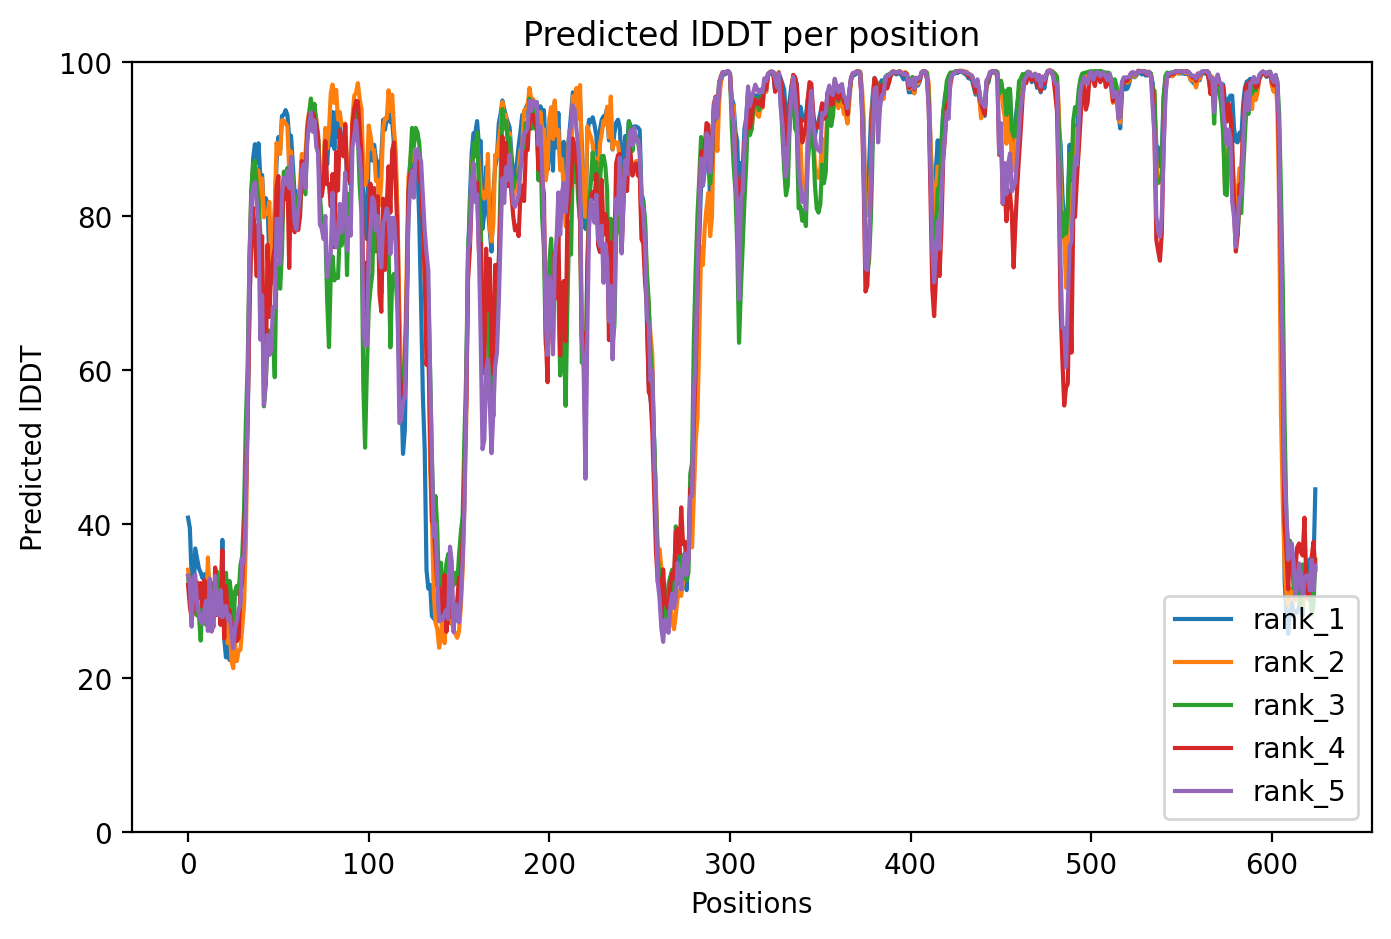 Predicted lDDT per position
Predicted lDDT
100
80
60
40
20
0
0 100 200 300 400 500 600
Positions
rank_1
rank_2
rank_3
rank_4
rank_5